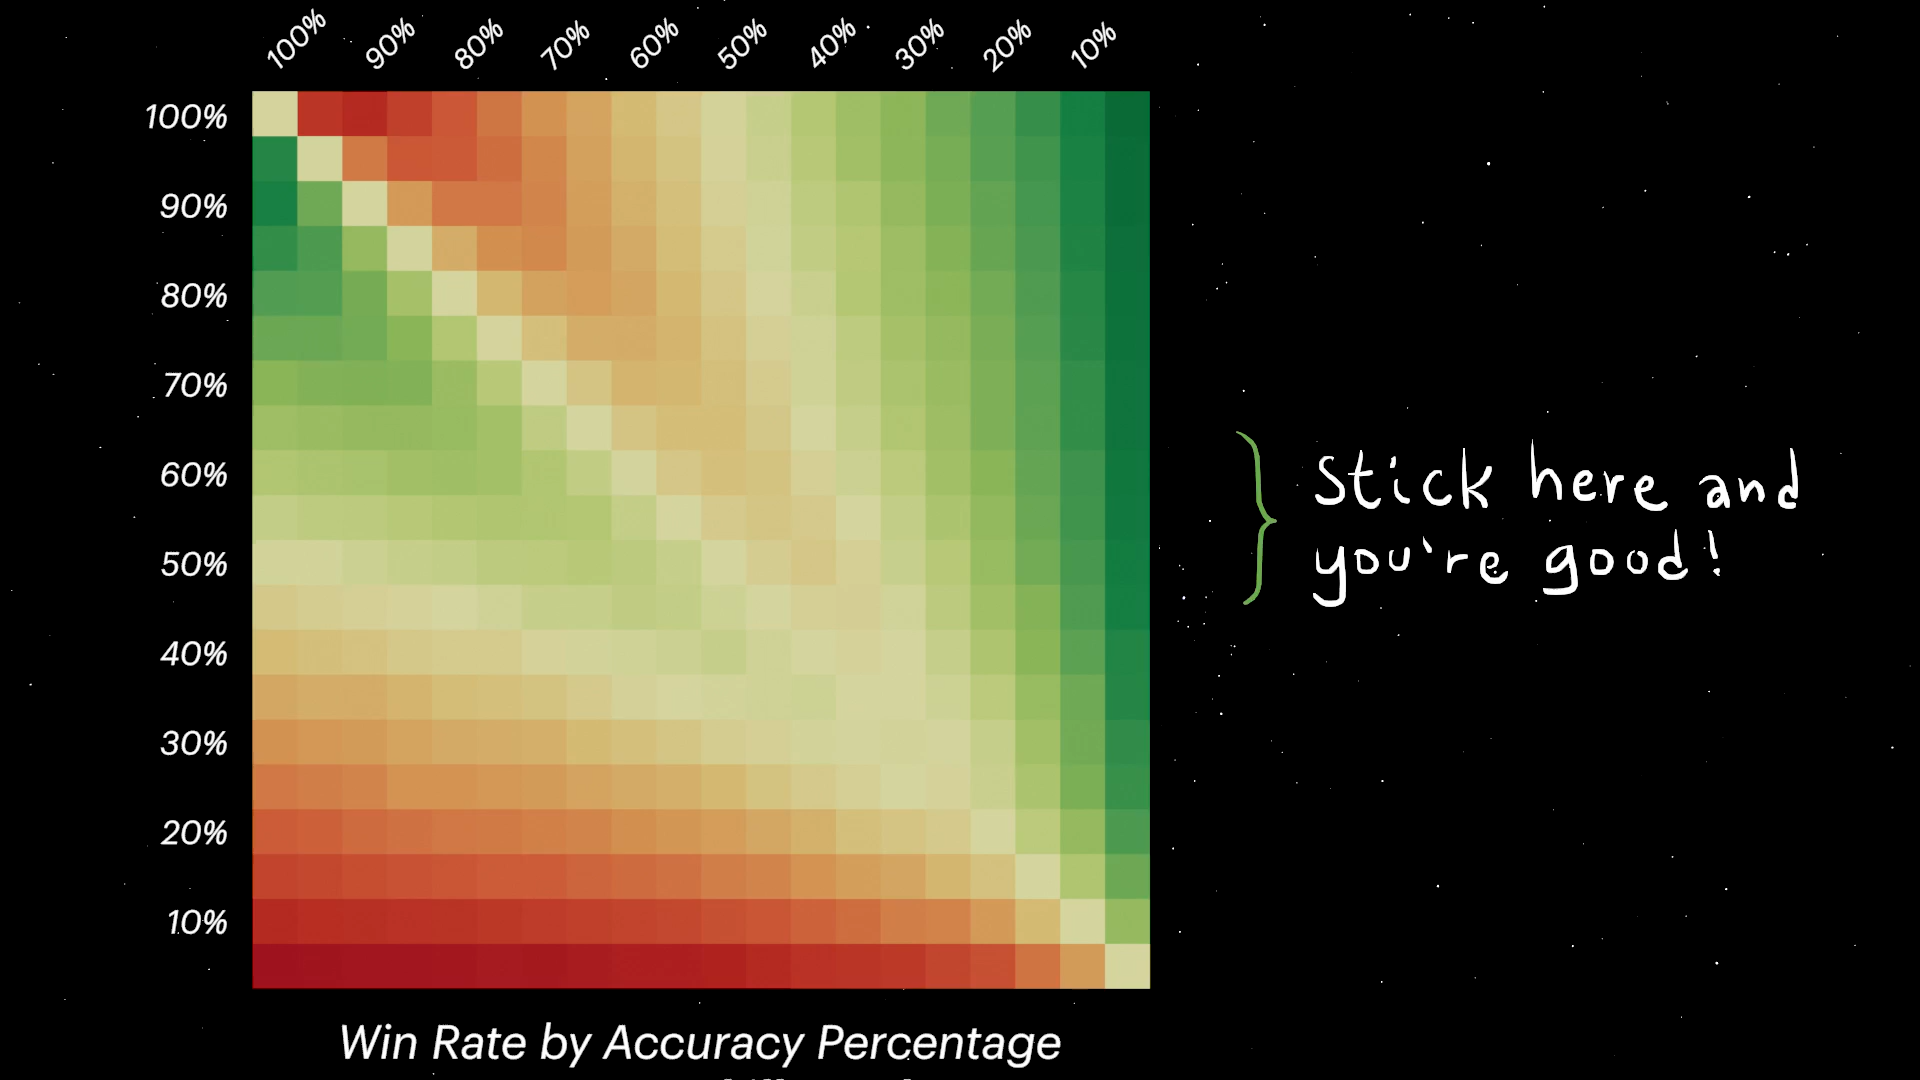 100% 90% 80% 70% 60% 50% 40% 30% 20% 10%
100%
90%
80%
70%
60%
50%
40%
30%
20%
10%
Stick here and
you're good!
Win Rate by Accuracy Percentage